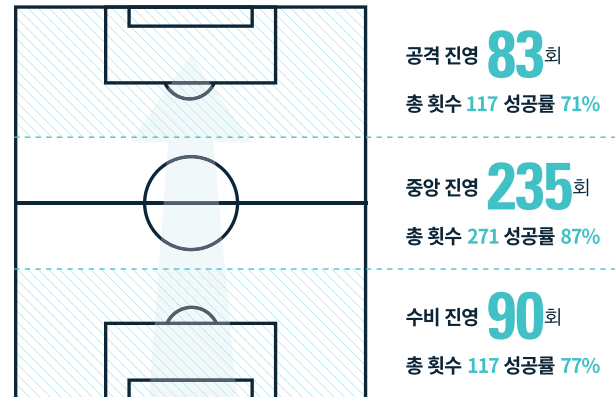 공격 진영 83회
총 횟수 117 성공률 71%
중앙 진영 235회
총 횟수 271 성공률 87%
수비 진영 90회
총 횟수 117 성공률 77%